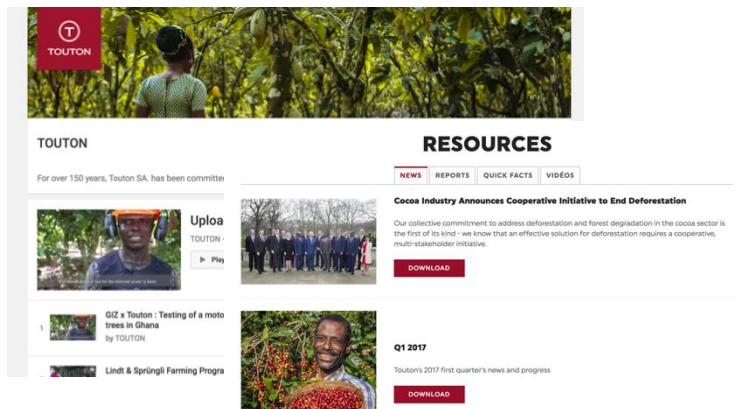 T
TOUTON
TOUTON
For over 150 years, Touton SA. has been committe
Uploa
TOUTON
Play
1
GIZ x Touton : Testing of a moto
trees in Ghana
by TOUTON
Lindt & Sprüngli Farming Progra
RESOURCES
NEWS REPORTS QUICK FACTS VIDÉOS
Cocoa Industry Announces Cooperative Initiative to End Deforestation
Our collective commitment to address deforestation and forest degradation in the cocoa sector is
the first of its kind - we know that an effective solution for deforestation requires a cooperative,
multi-stakeholder initiative.
DOWNLOAD
Q1 2017
Touton's 2017 first quarter's news and progress
DOWNLOAD